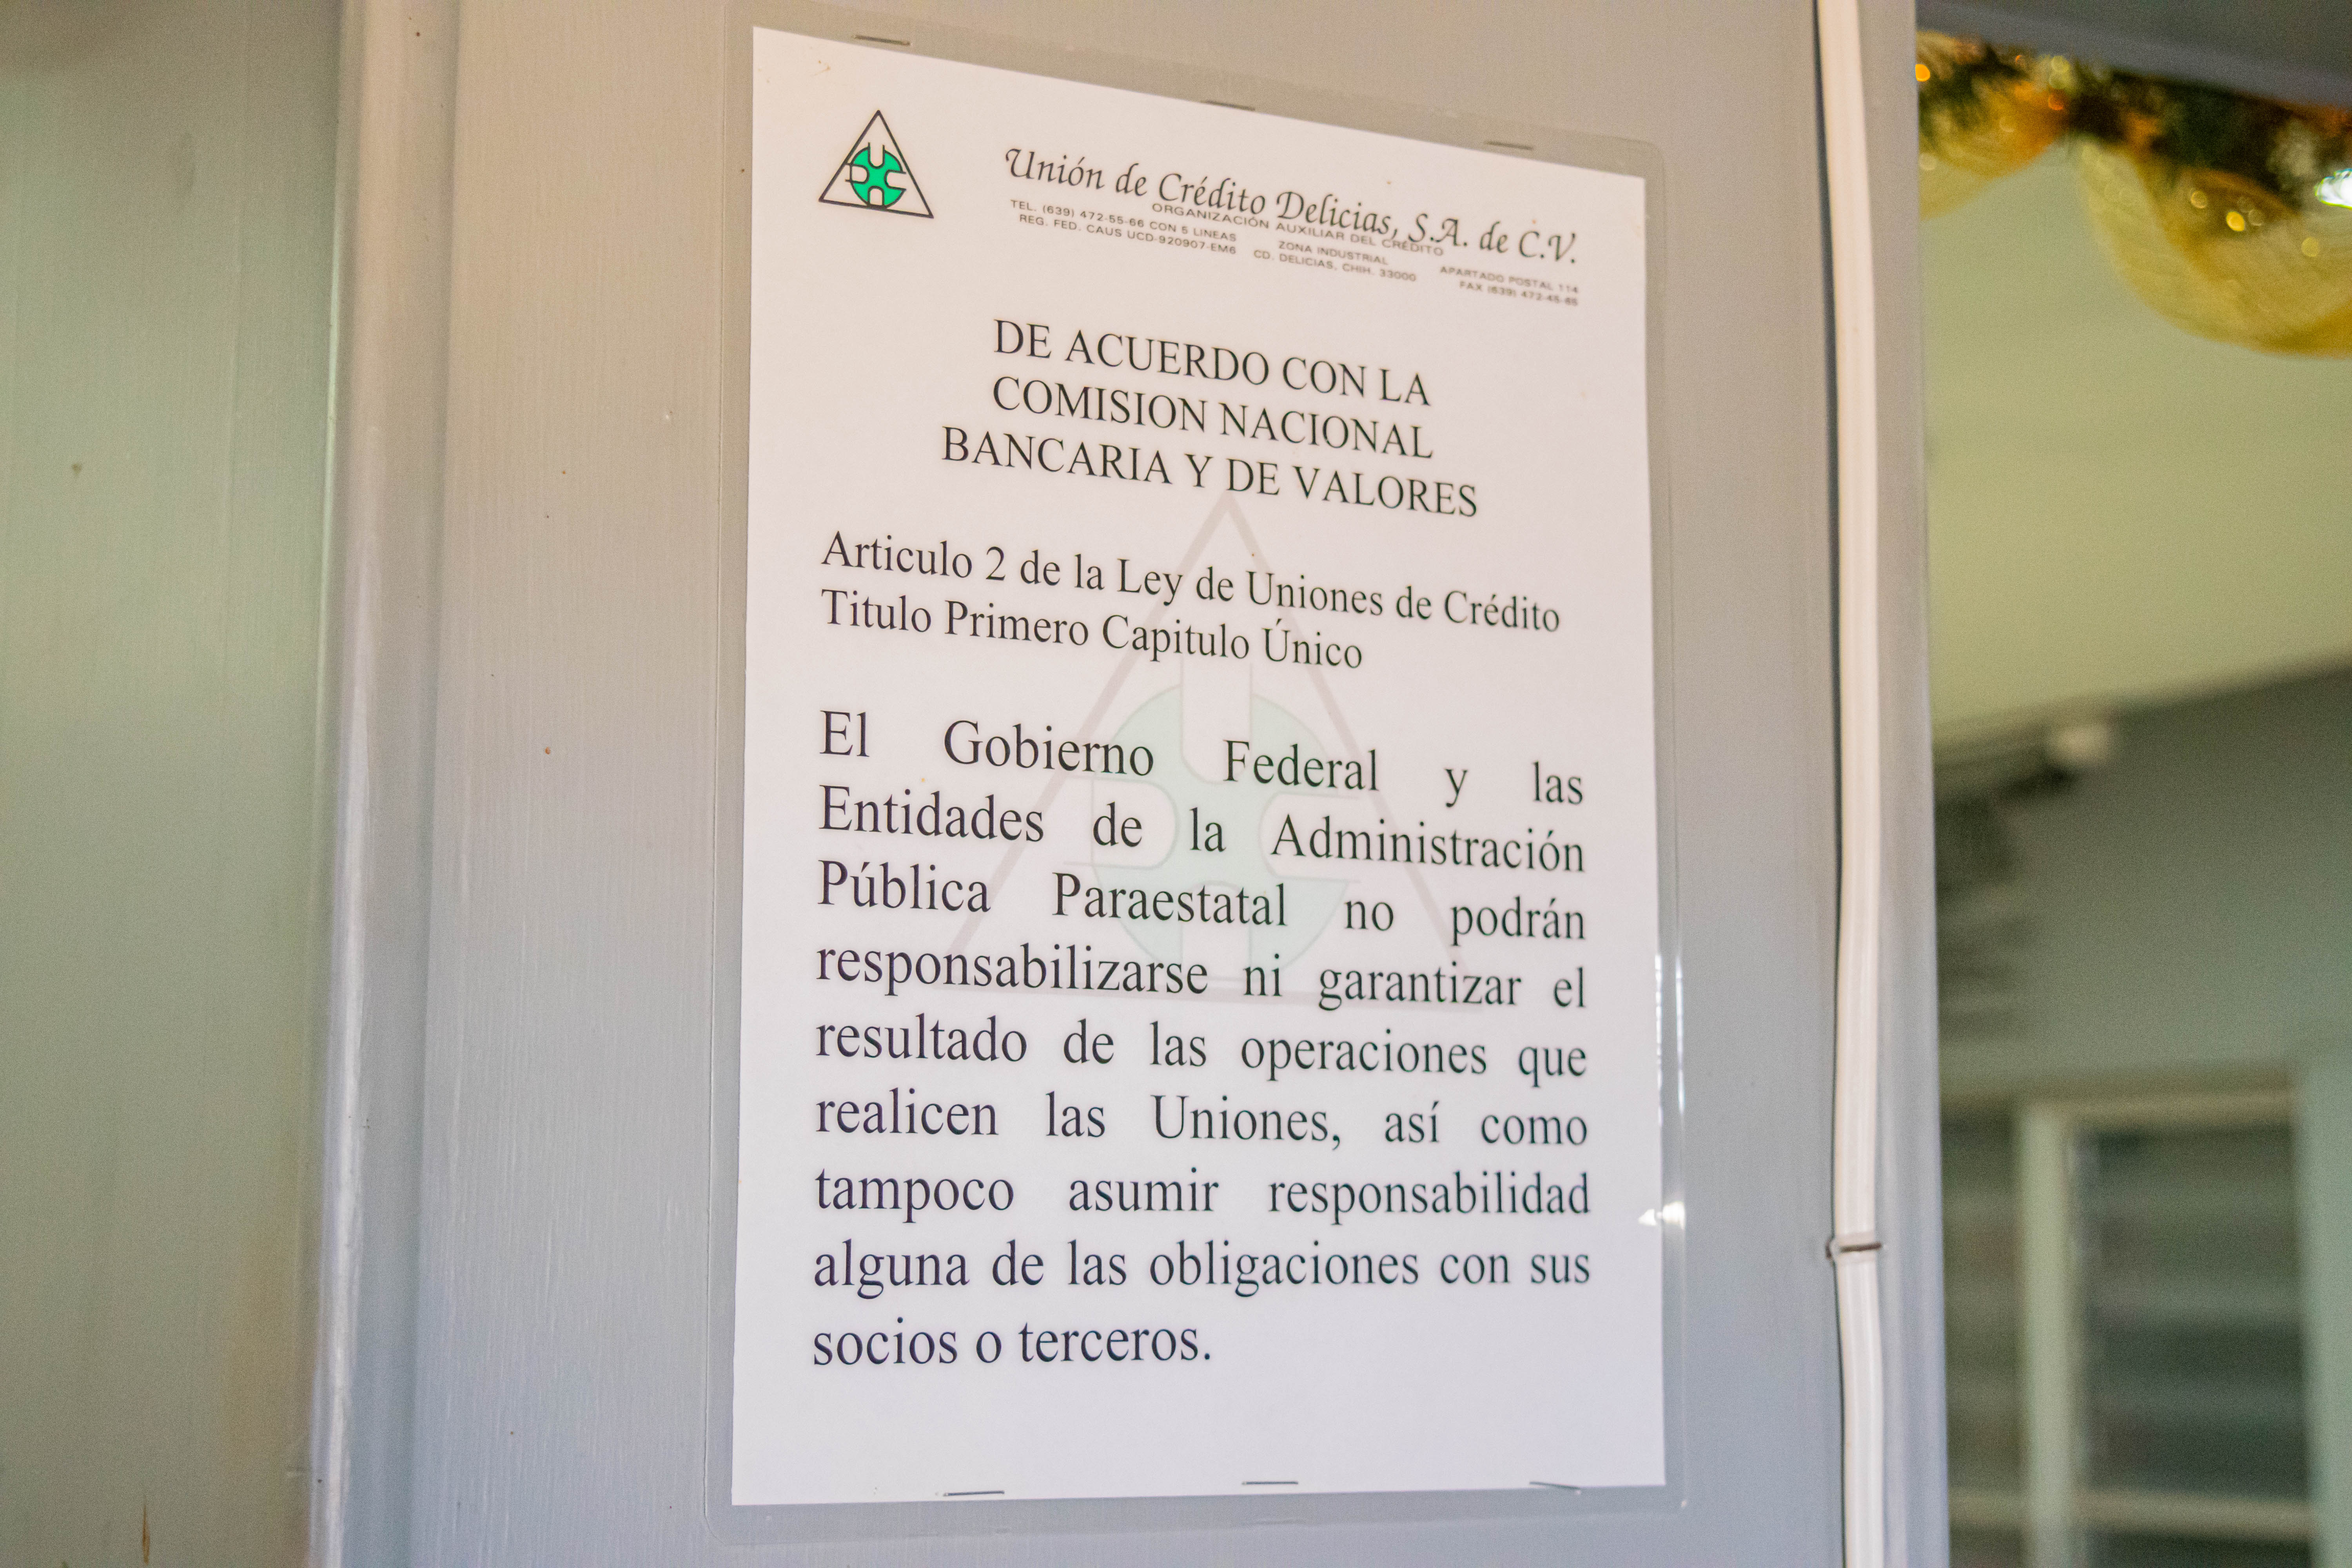 Unión de Crédito Delicias, S.A. de C.V.
ORGANIZACIÓN AUXILIAR DEL CRÉDITO
TEL. (639) 472-55-66 CON 5 LINEAS ZONA INDUSTRIAL APARTADO POSTAL 114
REG. FED. CAUS UCD-920907-EM6 CD. DELICIAS, CHIH. 33000 FAX (639) 472-45-65
DE ACUERDO CON LA
COMISION NACIONAL
BANCARIA Y DE VALORES
Articulo 2 de la Ley de Uniones de Crédito
Titulo Primero Capitulo Único
El Gobierno Federal y las
Entidades de la Administración
Pública Paraestatal no podrán
responsabilizarse ni garantizar el
resultado de las operaciones que
realicen las Uniones, así como
tampoco asumir responsabilidad
alguna de las obligaciones con sus
socios o terceros.